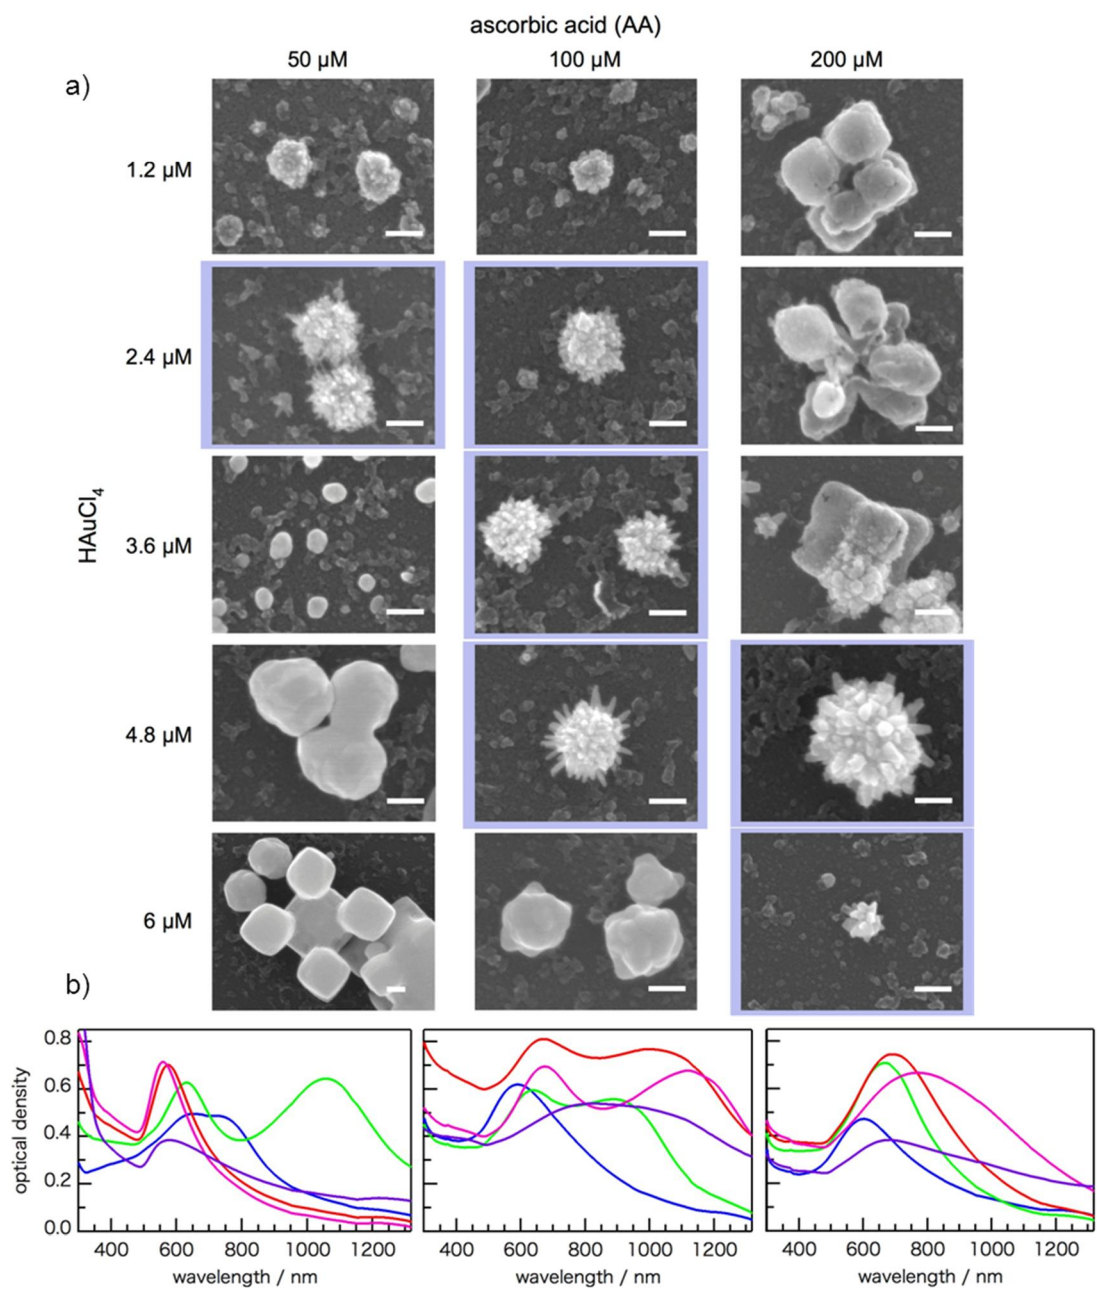 ascorbic acid (AA)
50 µM 100 µM 200 µM
a)
1.2 µM
2.4 µM
HAuCl4
3.6 µM
4.8 µM
6 µM
b)
0.8
0.6
0.4
0.2
0.0
optical density
400 600 800 1000 1200
400 600 800 1000 1200
400 600 800 1000 1200
wavelength / nm wavelength / nm wavelength / nm